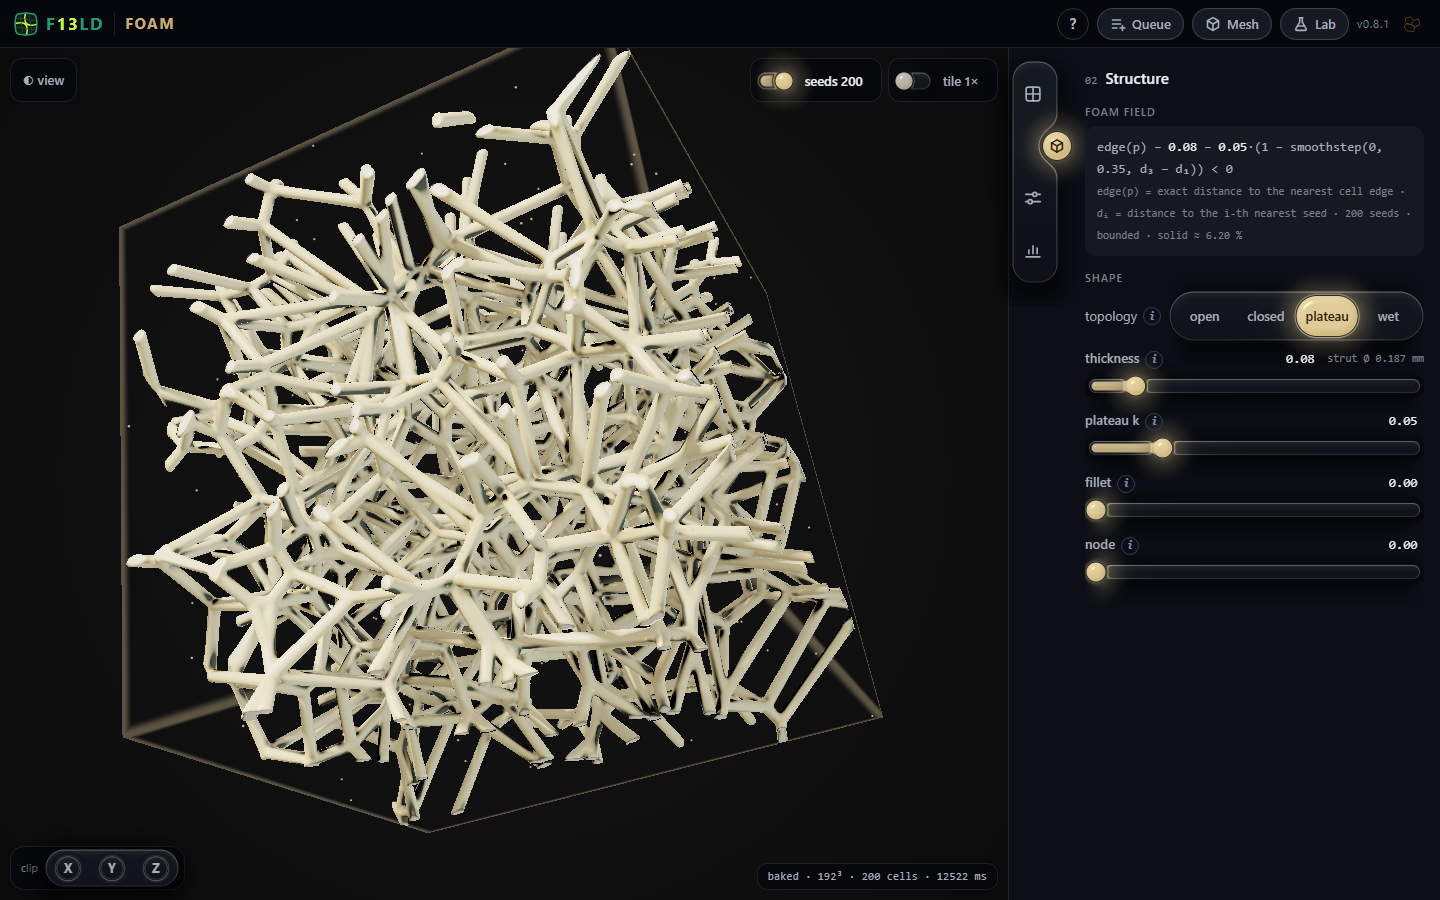 F13LD FOAM
? Queue Mesh Lab v0.8.1
view
seeds 200
tile 1×
02 Structure
FOAM FIELD
edge(p) − 0.08 − 0.05·(1 − smoothstep(0,
0.35, d₃ − d₁)) < 0
edge(p) = exact distance to the nearest cell edge ·
dᵢ = distance to the i-th nearest seed · 200 seeds ·
bounded · solid ≈ 6.20 %
SHAPE
topology i open closed plateau wet
thickness i 0.08 strut Ø 0.187 mm
plateau k i 0.05
fillet i 0.00
node i 0.00
clip X Y Z
baked · 192³ · 200 cells · 12522 ms